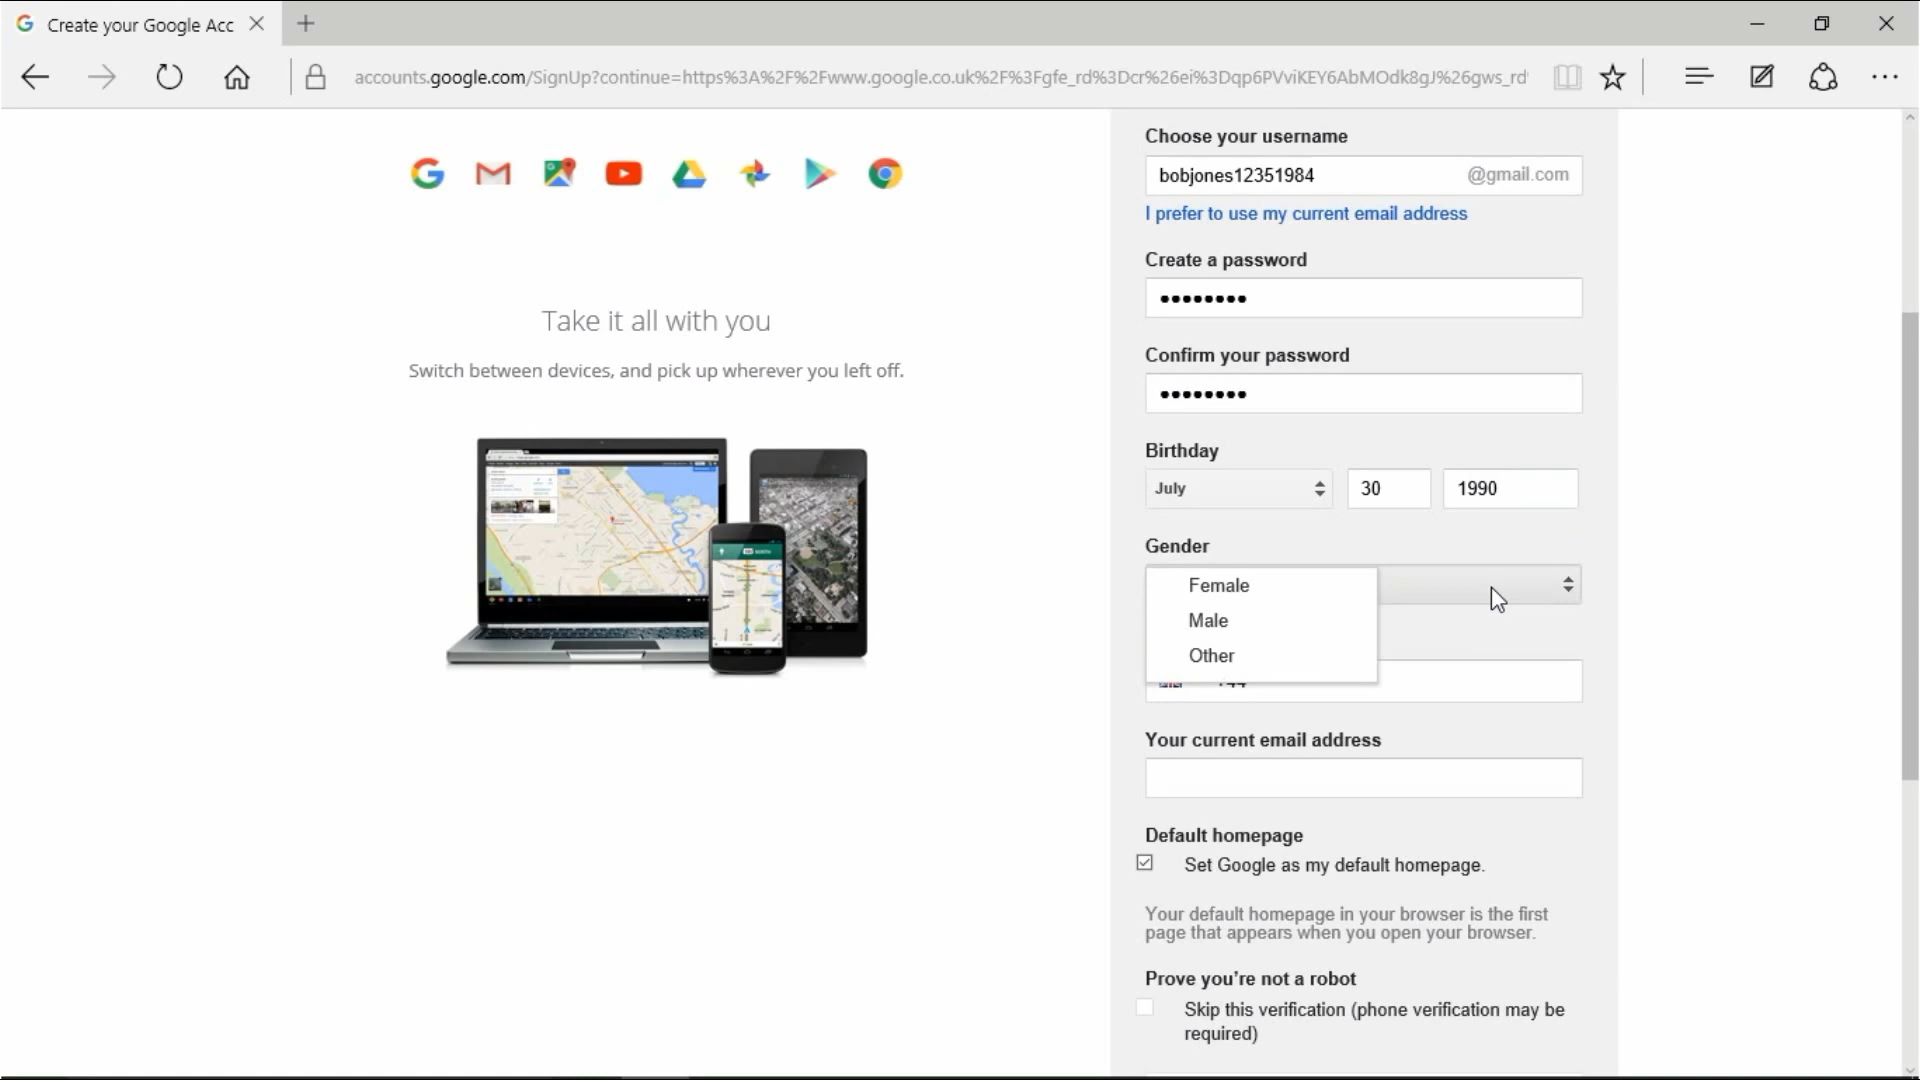 Create your Google Acc
accounts.google.com/SignUp?continue=https%3A%2F%2Fwww.google.co.uk%2F%3Fgfe_rd%3Dcr%26ei%3Dqp6PVviKEY6AbMOdk8gJ%26gws_rd
Take it all with you
Switch between devices, and pick up wherever you left off.
Choose your username
bobjones12351984 @gmail.com
I prefer to use my current email address
Create a password
Confirm your password
Birthday
July 30 1990
Gender
Female
Male
Other
Your current email address
Default homepage
Set Google as my default homepage.
Your default homepage in your browser is the first
page that appears when you open your browser.
Prove you're not a robot
Skip this verification (phone verification may be
required)